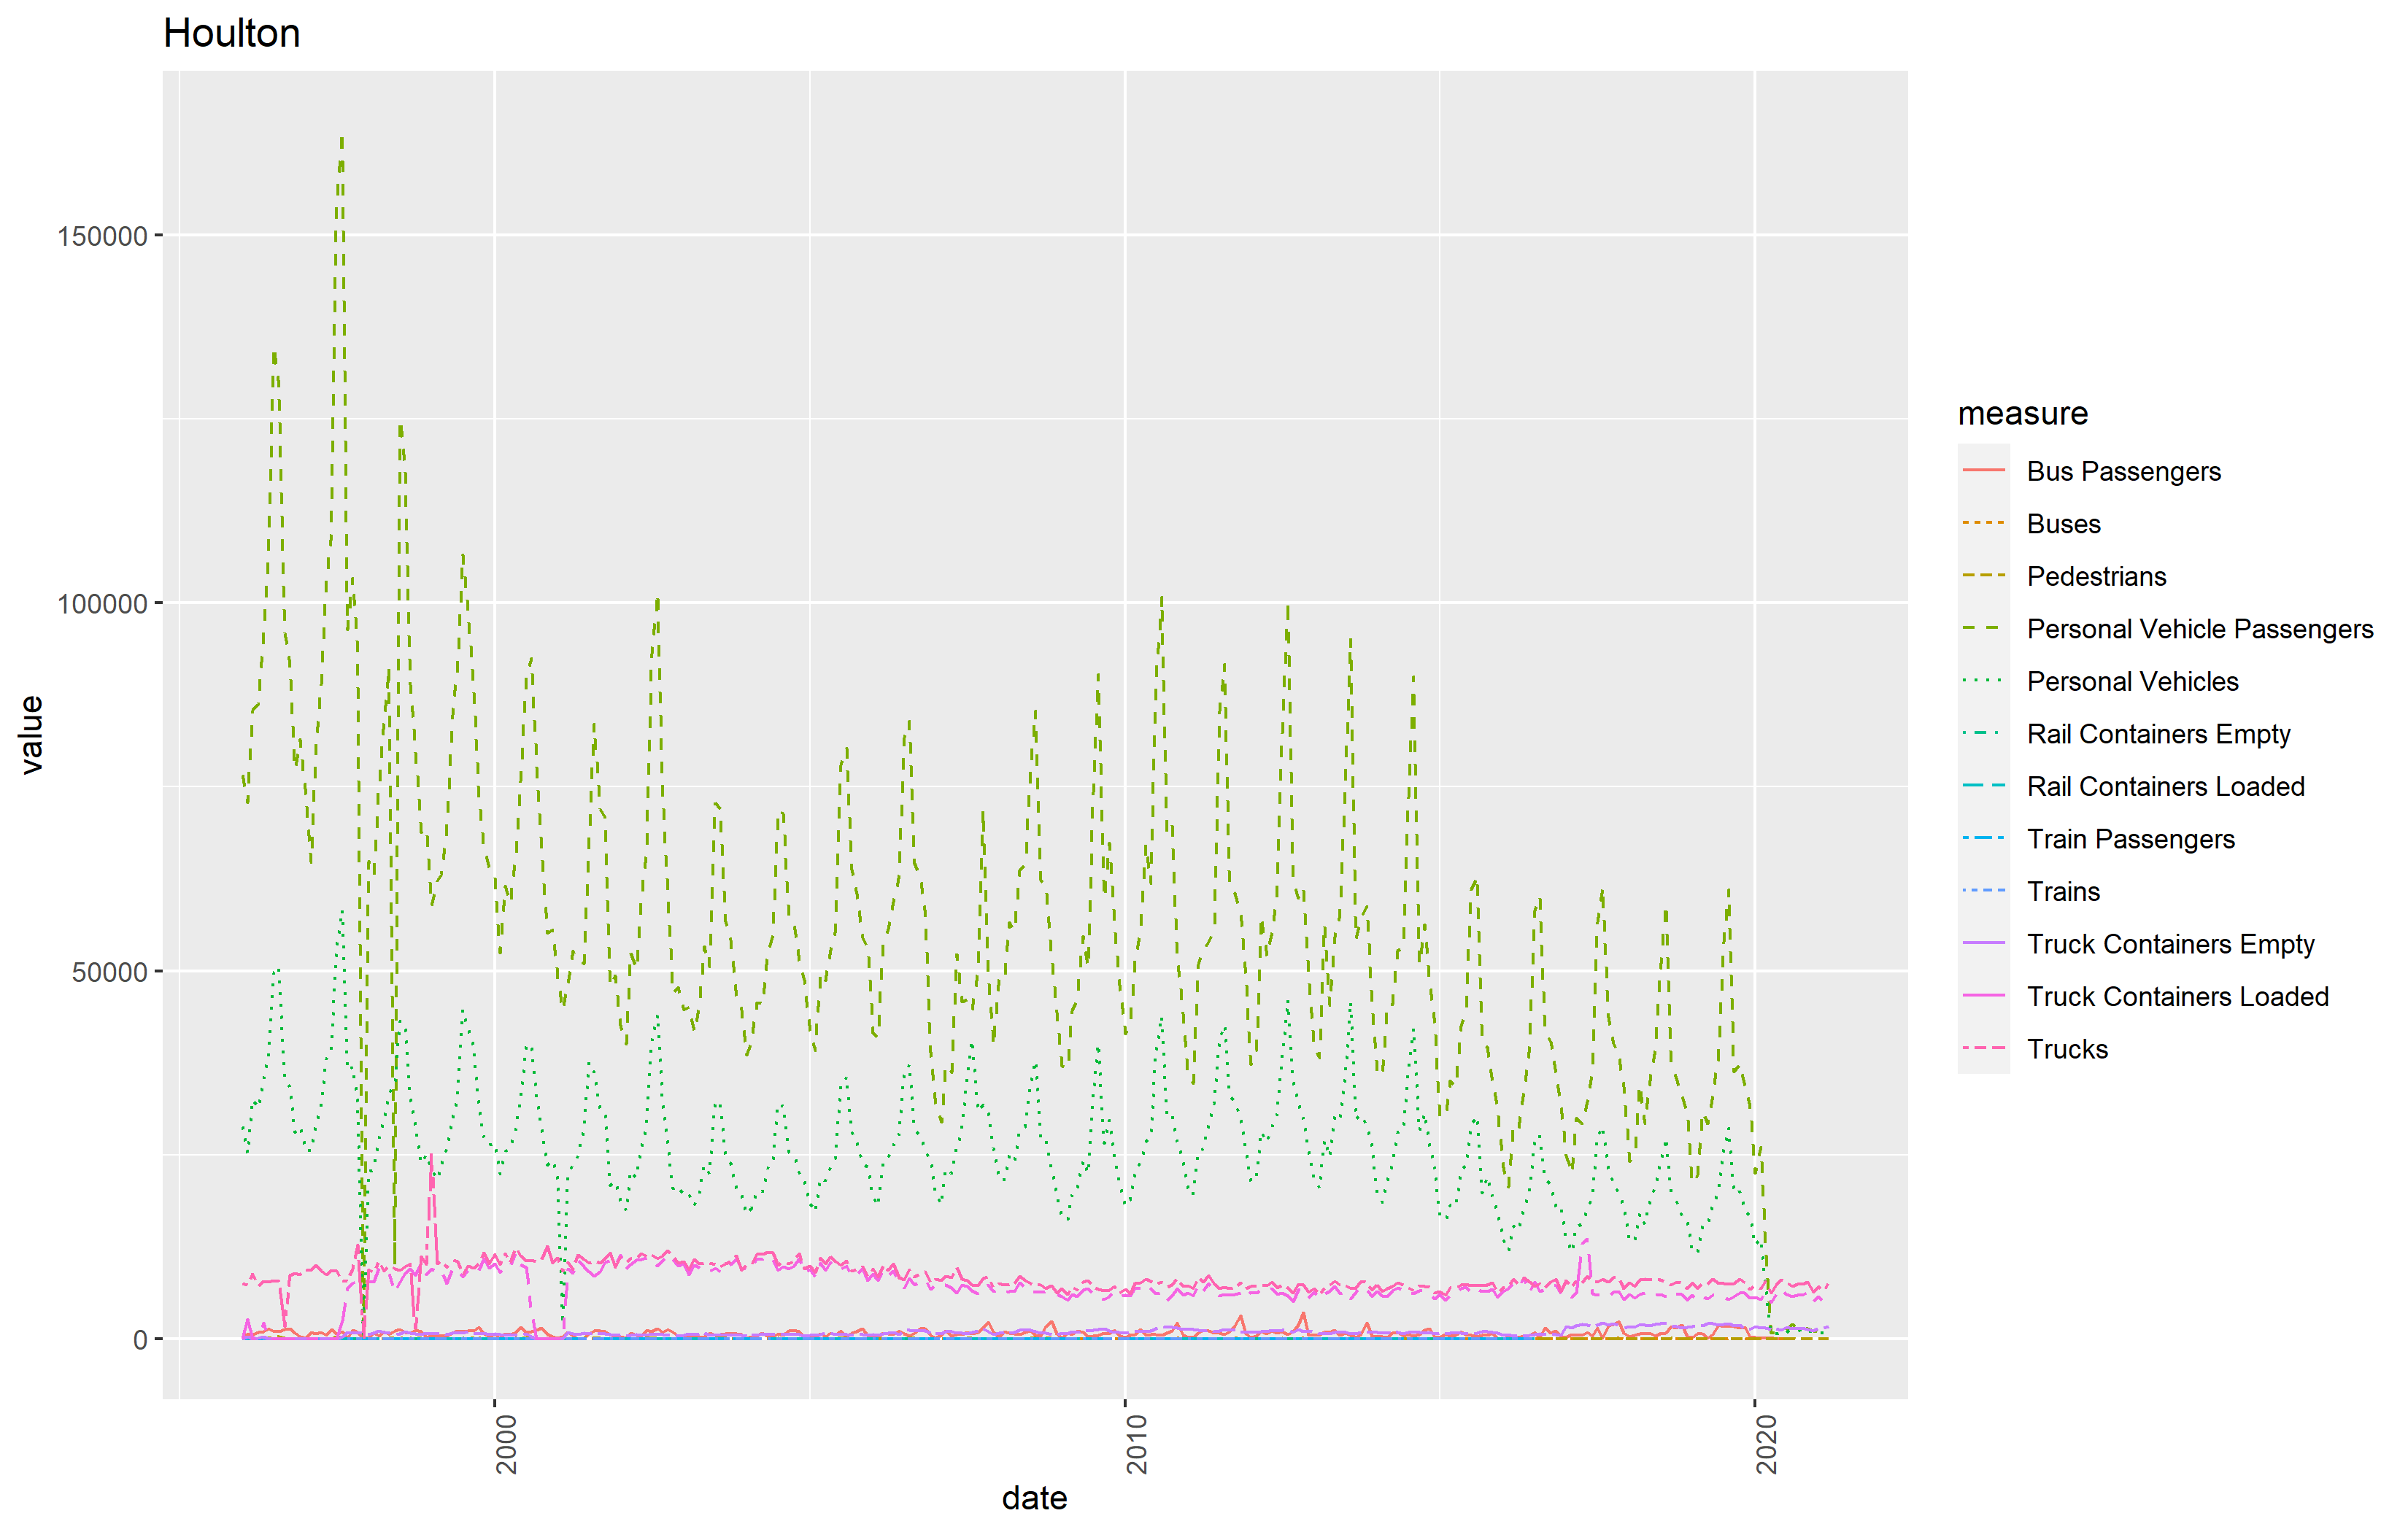 Houlton
150000
100000
50000
0
value
2000
2010
2020
date
measure
Bus Passengers
Buses
Pedestrians
Personal Vehicle Passengers
Personal Vehicles
Rail Containers Empty
Rail Containers Loaded
Train Passengers
Trains
Truck Containers Empty
Truck Containers Loaded
Trucks